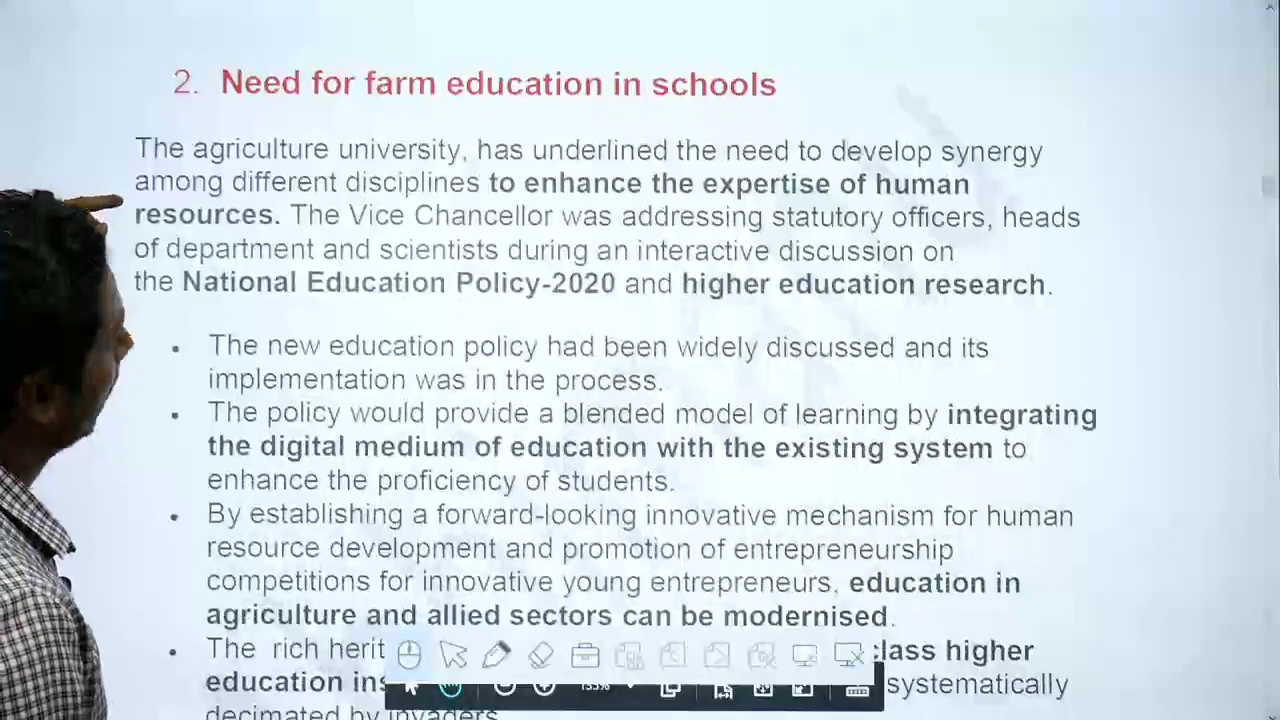 2. Need for farm education in schools
The agriculture university, has underlined the need to develop synergy
among different disciplines to enhance the expertise of human
resources. The Vice Chancellor was addressing statutory officers, heads
of department and scientists during an interactive discussion on
the National Education Policy-2020 and higher education research.
• The new education policy had been widely discussed and its
implementation was in the process.
• The policy would provide a blended model of learning by integrating
the digital medium of education with the existing system to
enhance the proficiency of students.
• By establishing a forward-looking innovative mechanism for human
resource development and promotion of entrepreneurship
competitions for innovative young entrepreneurs, education in
agriculture and allied sectors can be modernised.
• The rich herit class higher
education ins systematically
decimated by invaders